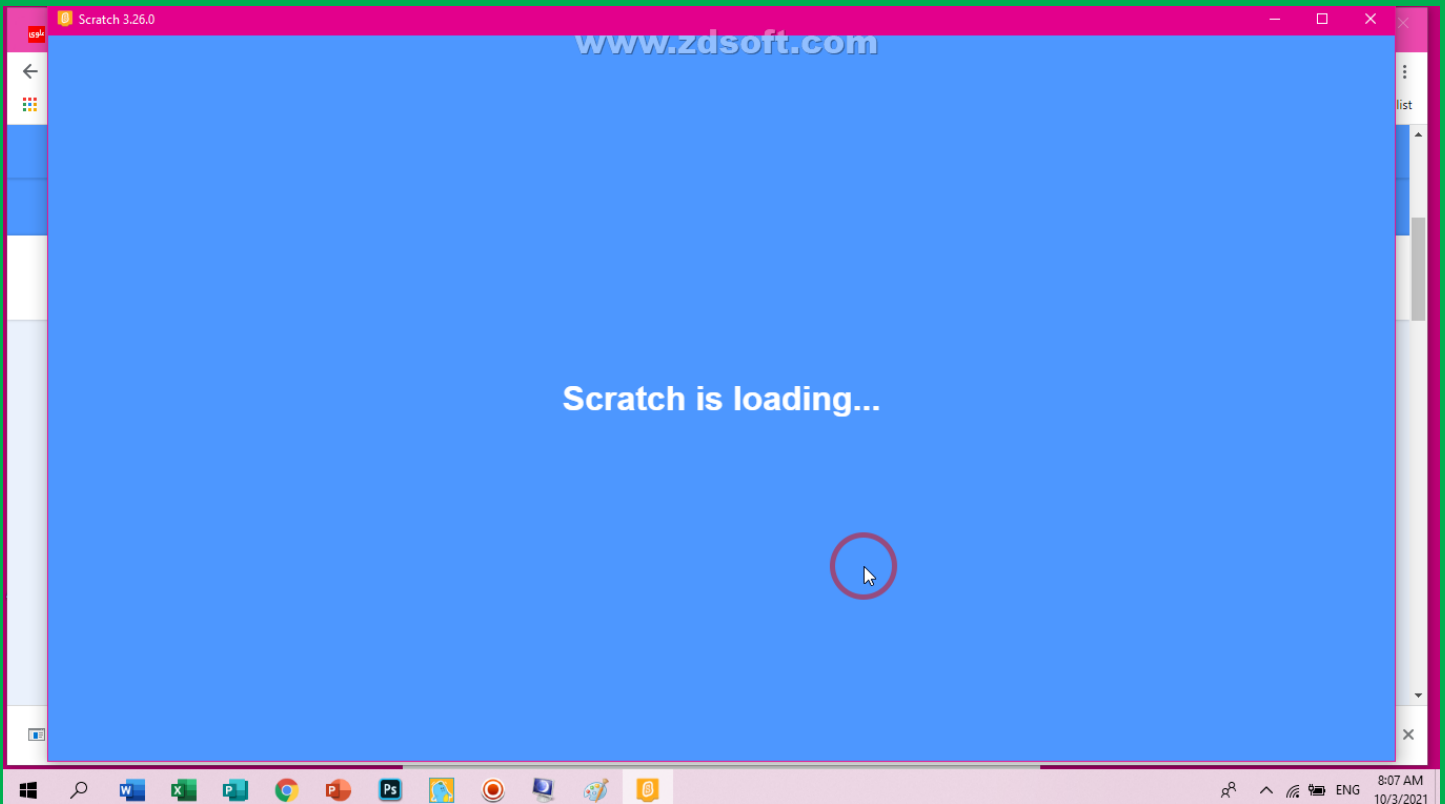 Scratch 3.26.0
www.zdsoft.com
list
Scratch is loading...
ENG
8:07 AM
10/3/2021